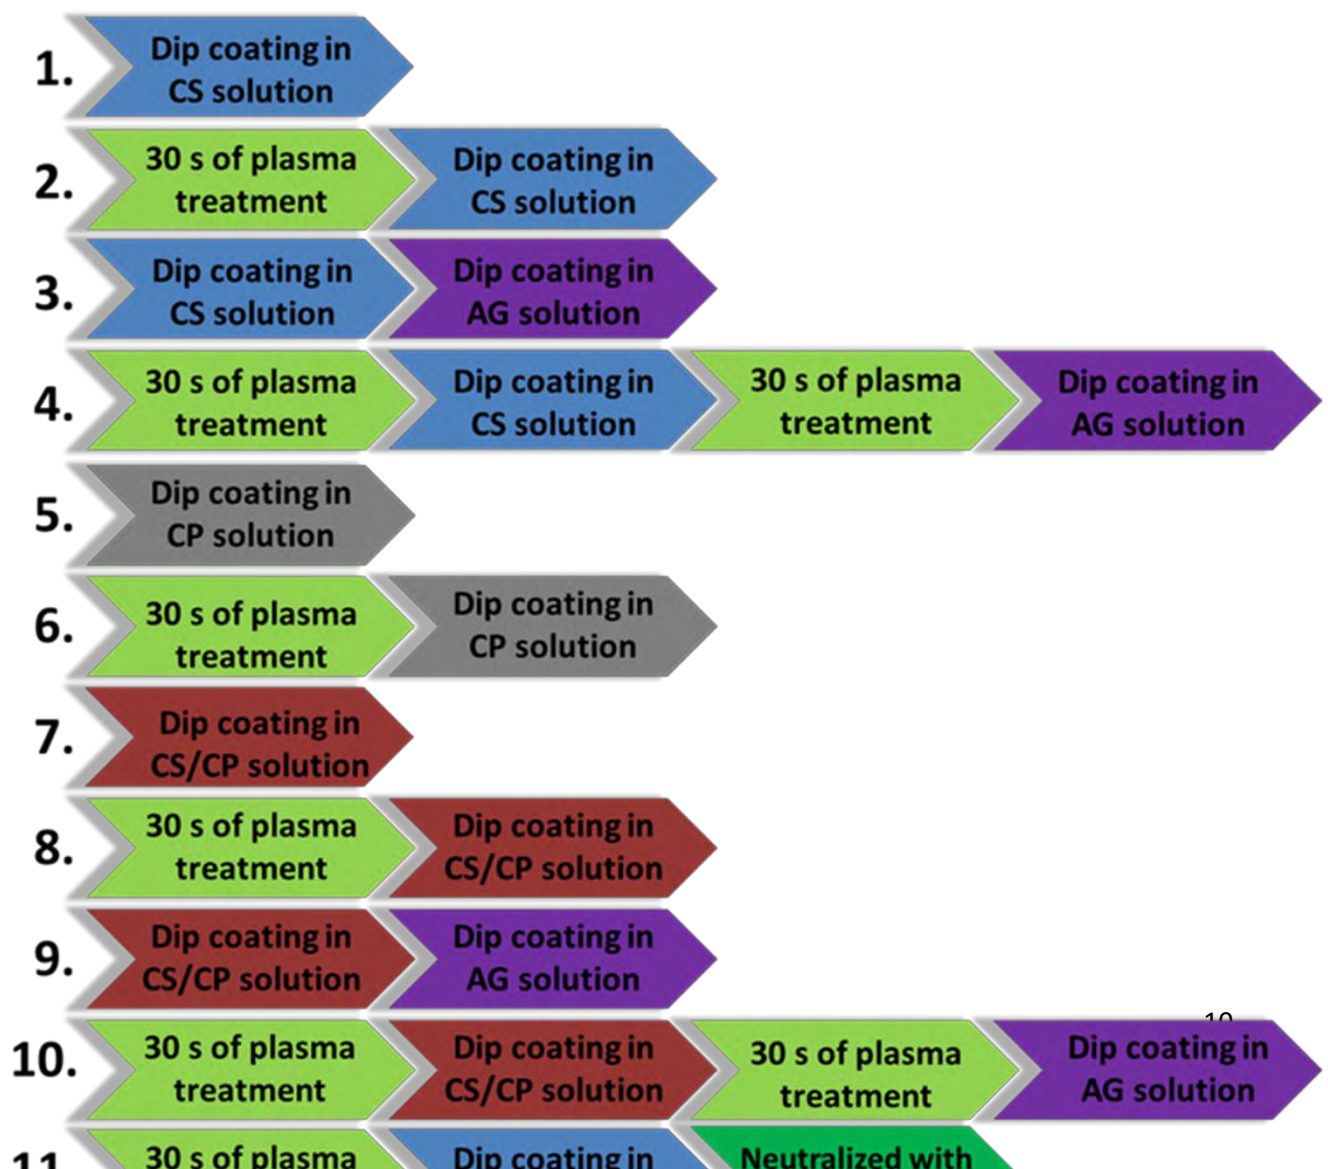 1.
Dip coating in
CS solution
2.
30 s of plasma
treatment
Dip coating in
CS solution
3.
Dip coating in
CS solution
Dip coating in
AG solution
4.
30 s of plasma
treatment
Dip coating in
CS solution
30 s of plasma
treatment
Dip coating in
AG solution
5.
Dip coating in
CP solution
6.
30 s of plasma
treatment
Dip coating in
CP solution
7.
Dip coating in
CS/CP solution
8.
30 s of plasma
treatment
Dip coating in
CS/CP solution
9.
Dip coating in
CS/CP solution
Dip coating in
AG solution
10
10.
30 s of plasma
treatment
Dip coating in
CS/CP solution
30 s of plasma
treatment
Dip coating in
AG solution
11.
30 s of plasma
Dip coating in
Neutralized with